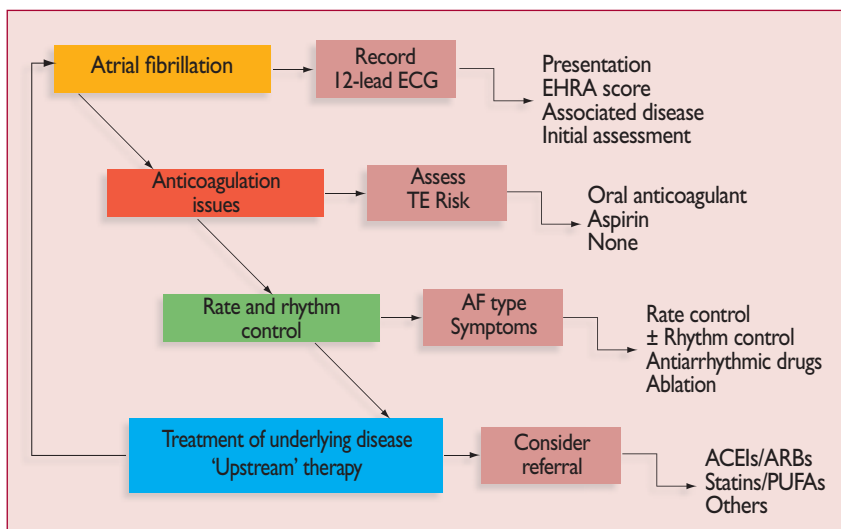 Atrial fibrillation
Record
12-lead ECG
Presentation
EHRA score
Associated disease
Initial assessment
Anticoagulation
issues
Assess
TE Risk
Oral anticoagulant
Aspirin
None
Rate and rhythm
control
AF type
Symptoms
Rate control
± Rhythm control
Antiarrhythmic drugs
Ablation
Treatment of underlying disease
‘Upstream’ therapy
Consider
referral
ACEIs/ARBs
Statins/PUFAs
Others